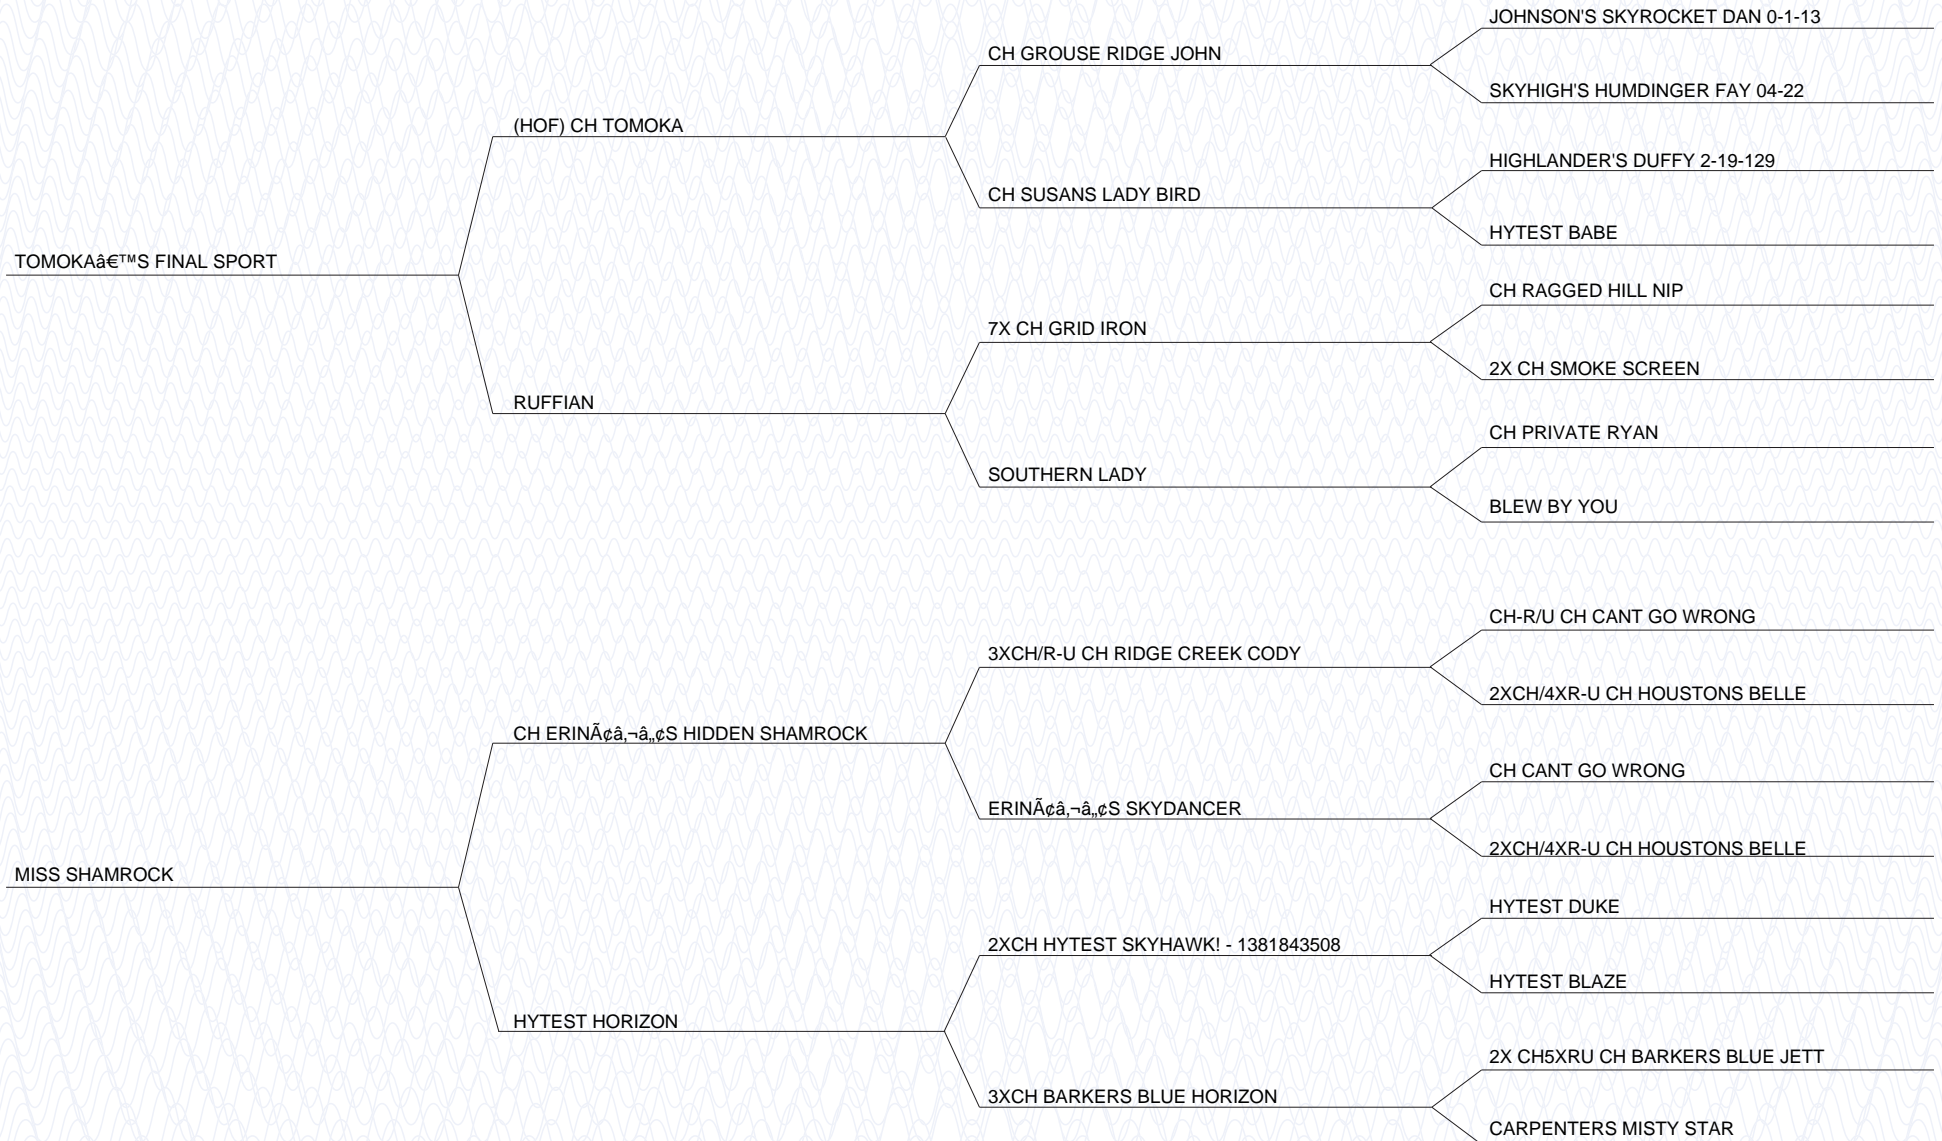 JOHNSON'S SKYROCKET DAN 0-1-13
CH GROUSE RIDGE JOHN
SKYHIGH'S HUMDINGER FAY 04-22
(HOF) CH TOMOKA
HIGHLANDER'S DUFFY 2-19-129
CH SUSANS LADY BIRD
HYTEST BABE
TOMOKAâ€™S FINAL SPORT
CH RAGGED HILL NIP
7X CH GRID IRON
2X CH SMOKE SCREEN
RUFFIAN
CH PRIVATE RYAN
SOUTHERN LADY
BLEW BY YOU
CH-R/U CH CANT GO WRONG
3XCH/R-U CH RIDGE CREEK CODY
2XCH/4XR-U CH HOUSTONS BELLE
CH ERINÃ¢â‚¬â„¢S HIDDEN SHAMROCK
CH CANT GO WRONG
ERINÃ¢â‚¬â„¢S SKYDANCER
2XCH/4XR-U CH HOUSTONS BELLE
MISS SHAMROCK
HYTEST DUKE
2XCH HYTEST SKYHAWK! - 1381843508
HYTEST BLAZE
HYTEST HORIZON
2X CH5XRU CH BARKERS BLUE JETT
3XCH BARKERS BLUE HORIZON
CARPENTERS MISTY STAR